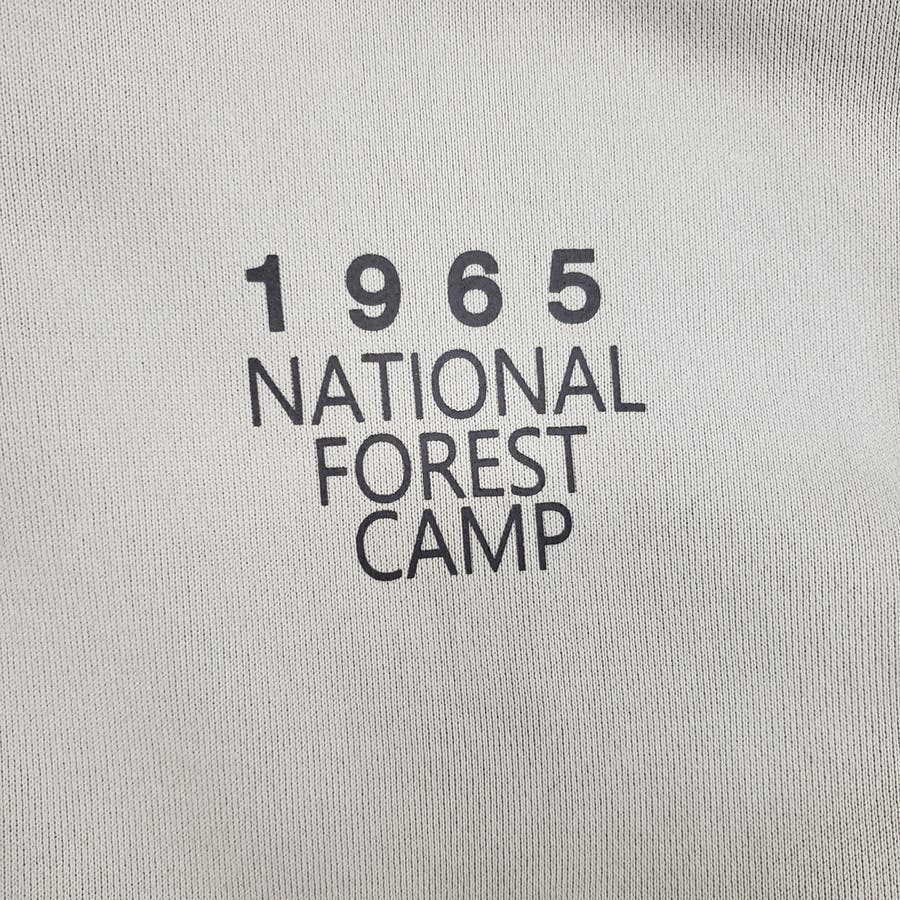 1965
NATIONAL
FOREST
CAMP